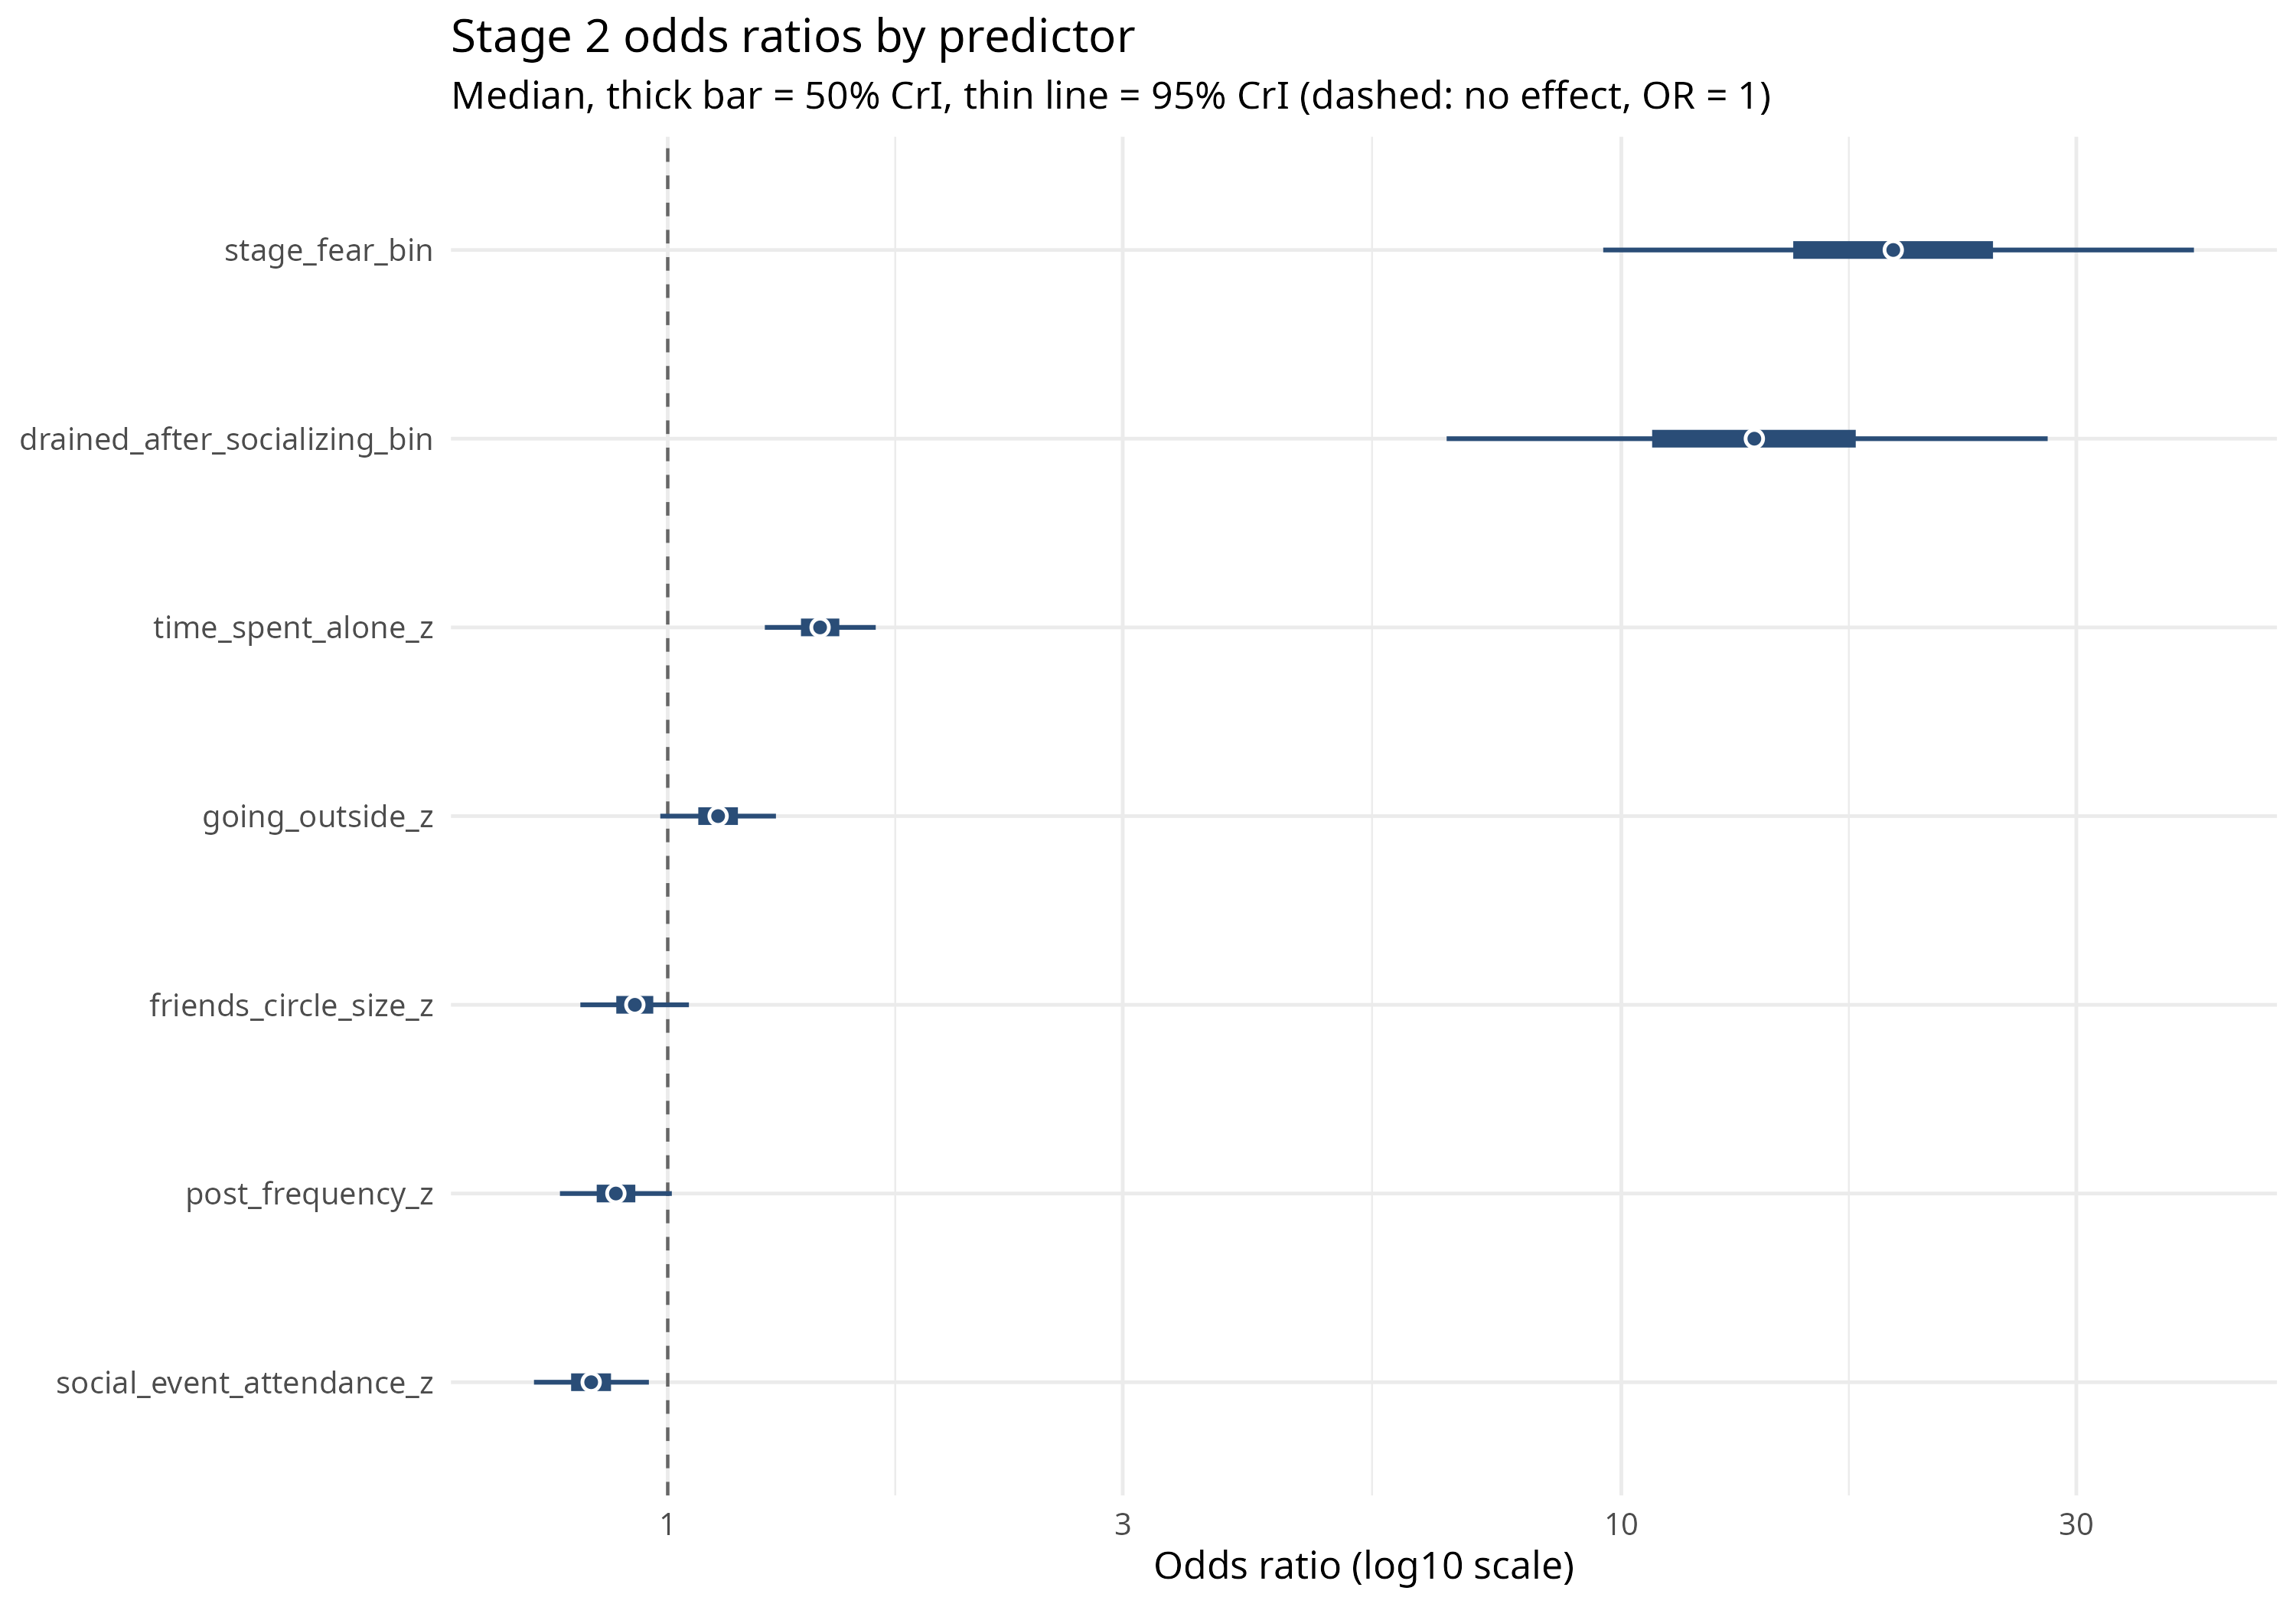 Stage 2 odds ratios by predictor
Median, thick bar = 50% CrI, thin line = 95% CrI (dashed: no effect, OR = 1)
stage_fear_bin
drained_after_socializing_bin
time_spent_alone_z
going_outside_z
friends_circle_size_z
post_frequency_z
social_event_attendance_z
1 3 10 30
Odds ratio (log10 scale)